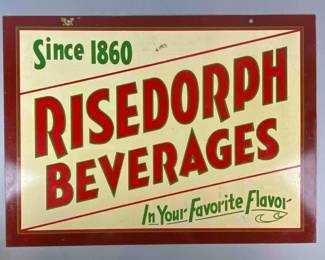 Since 1860
RISEDORPH
BEVERAGES
In Your Favorite Flavor